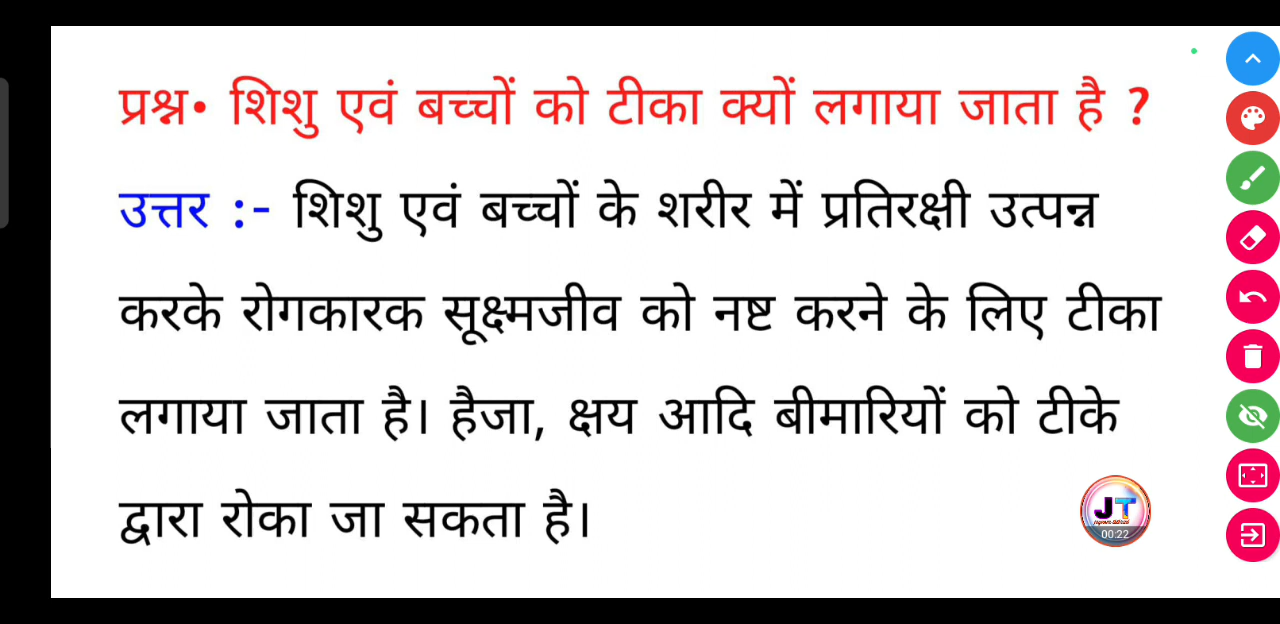 प्रश्न• शिशु एवं बच्चों को टीका क्यों लगाया जाता है ?
उत्तर :- शिशु एवं बच्चों के शरीर में प्रतिरक्षी उत्पन्न
करके रोगकारक सूक्ष्मजीव को नष्ट करने के लिए टीका
लगाया जाता है। हैजा, क्षय आदि बीमारियों को टीके
द्वारा रोका जा सकता है।
JT
00:22